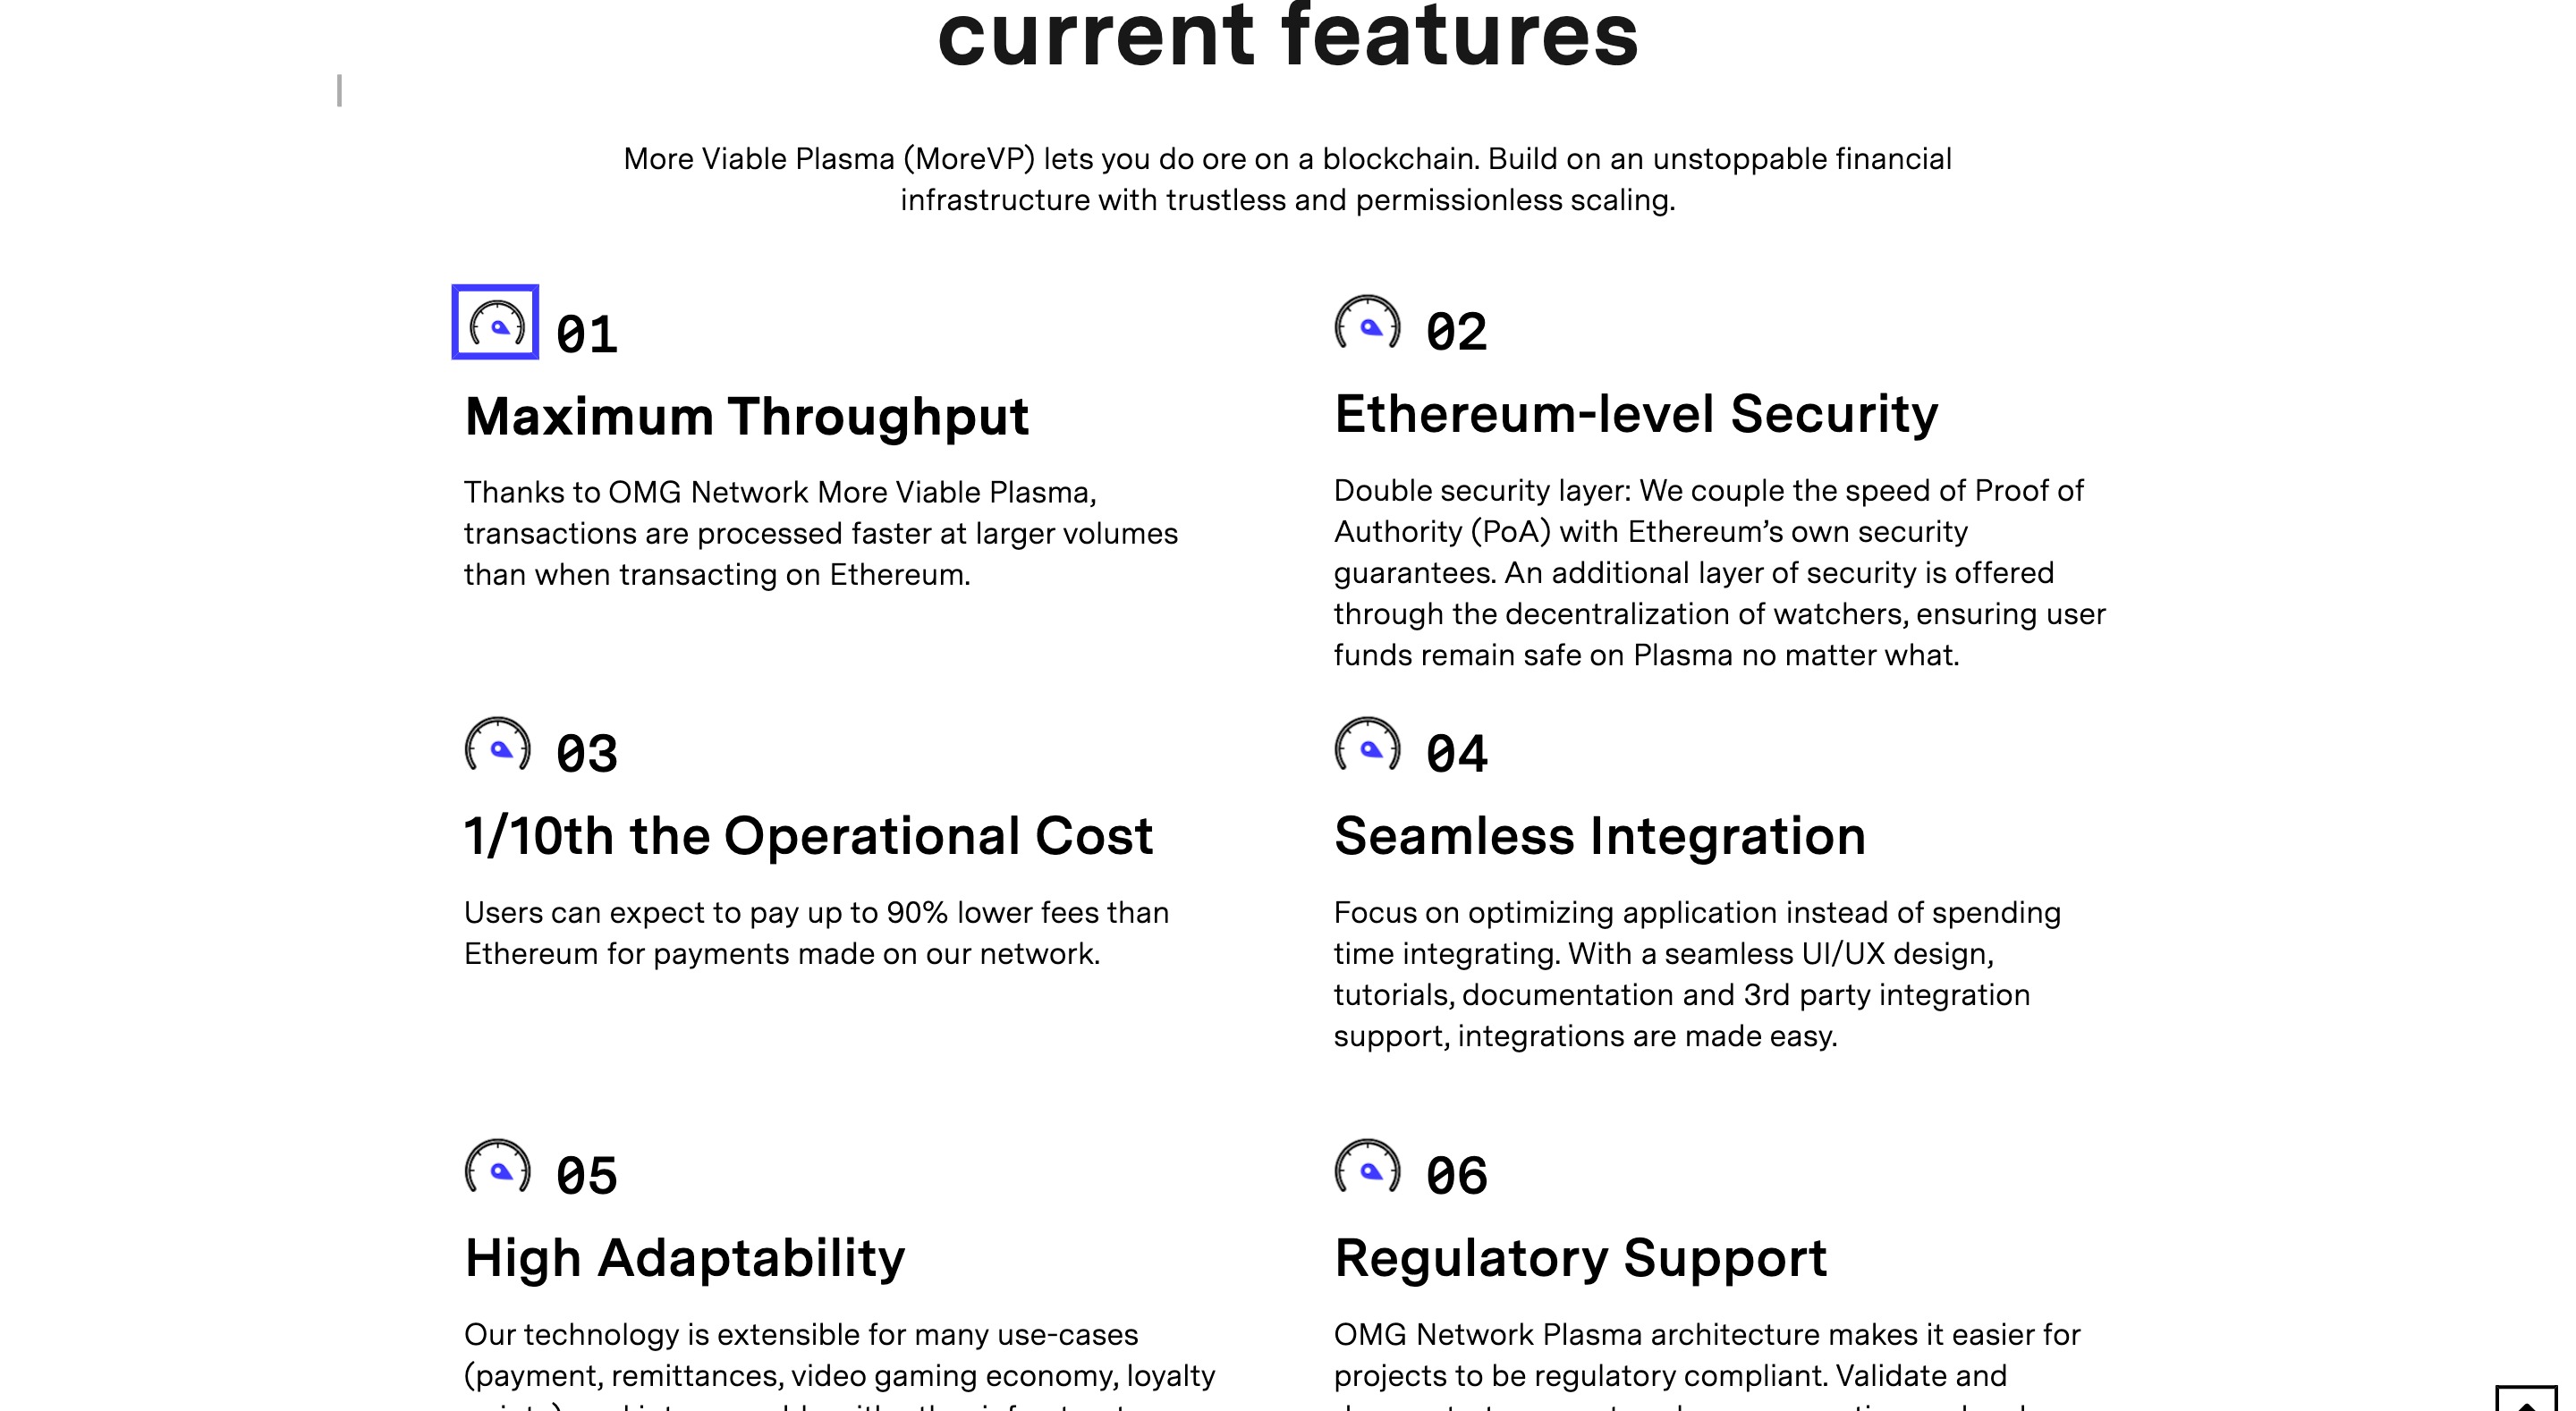 current features
More Viable Plasma (MoreVP) lets you do ore on a blockchain. Build on an unstoppable financial
infrastructure with trustless and permissionless scaling.
01
Maximum Throughput
Thanks to OMG Network More Viable Plasma,
transactions are processed faster at larger volumes
than when transacting on Ethereum.
02
Ethereum-level Security
Double security layer: We couple the speed of Proof of
Authority (PoA) with Ethereum’s own security
guarantees. An additional layer of security is offered
through the decentralization of watchers, ensuring user
funds remain safe on Plasma no matter what.
03
1/10th the Operational Cost
Users can expect to pay up to 90% lower fees than
Ethereum for payments made on our network.
04
Seamless Integration
Focus on optimizing application instead of spending
time integrating. With a seamless UI/UX design,
tutorials, documentation and 3rd party integration
support, integrations are made easy.
05
High Adaptability
Our technology is extensible for many use-cases
(payment, remittances, video gaming economy, loyalty
06
Regulatory Support
OMG Network Plasma architecture makes it easier for
projects to be regulatory compliant. Validate and